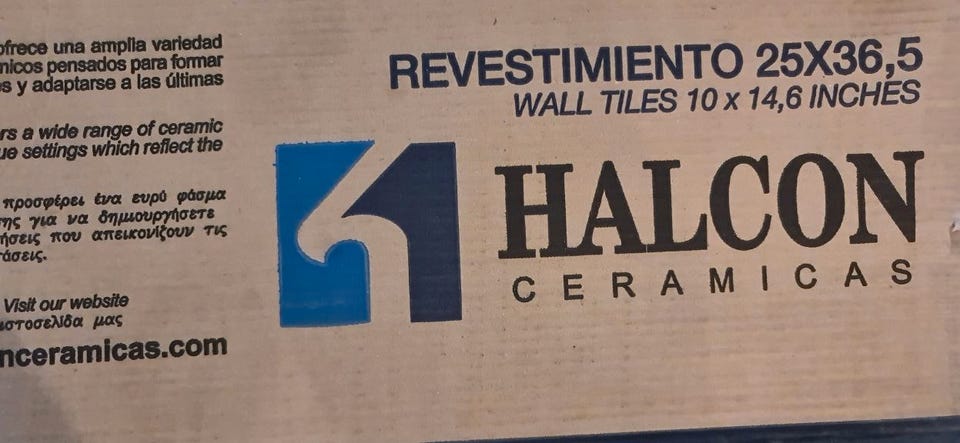 ofrece una amplia variedad
nicos pensados para formar
s y adaptarse a las últimas
rs a wide range of ceramic
ue settings which reflect the
προσφέρει ένα ευρύ φάσμα
ης για να δημιουργήσετε
ήσεις που απεικονίζουν τις
τάσεις.
Visit our website
ιστοσελίδα μας
nceramicas.com
REVESTIMIENTO 25X36,5
WALL TILES 10 x 14,6 INCHES
HALCON
CERAMICAS